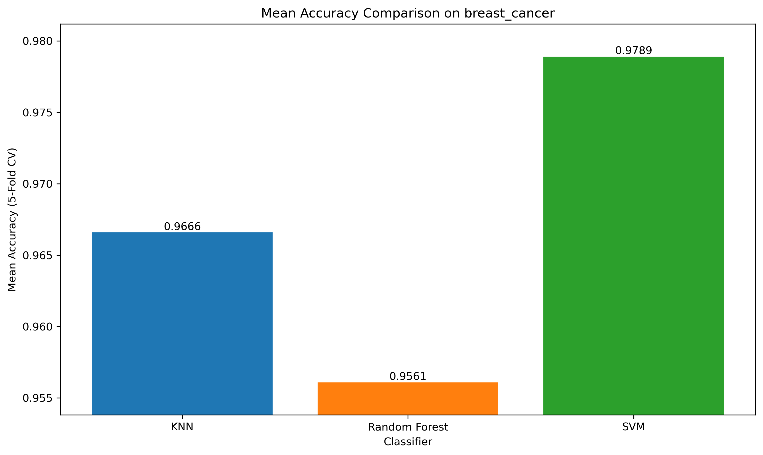 Mean Accuracy Comparison on breast_cancer
Mean Accuracy (5-Fold CV)
0.980
0.975
0.970
0.965
0.960
0.955
0.9666
0.9561
0.9789
KNN
Random Forest
SVM
Classifier